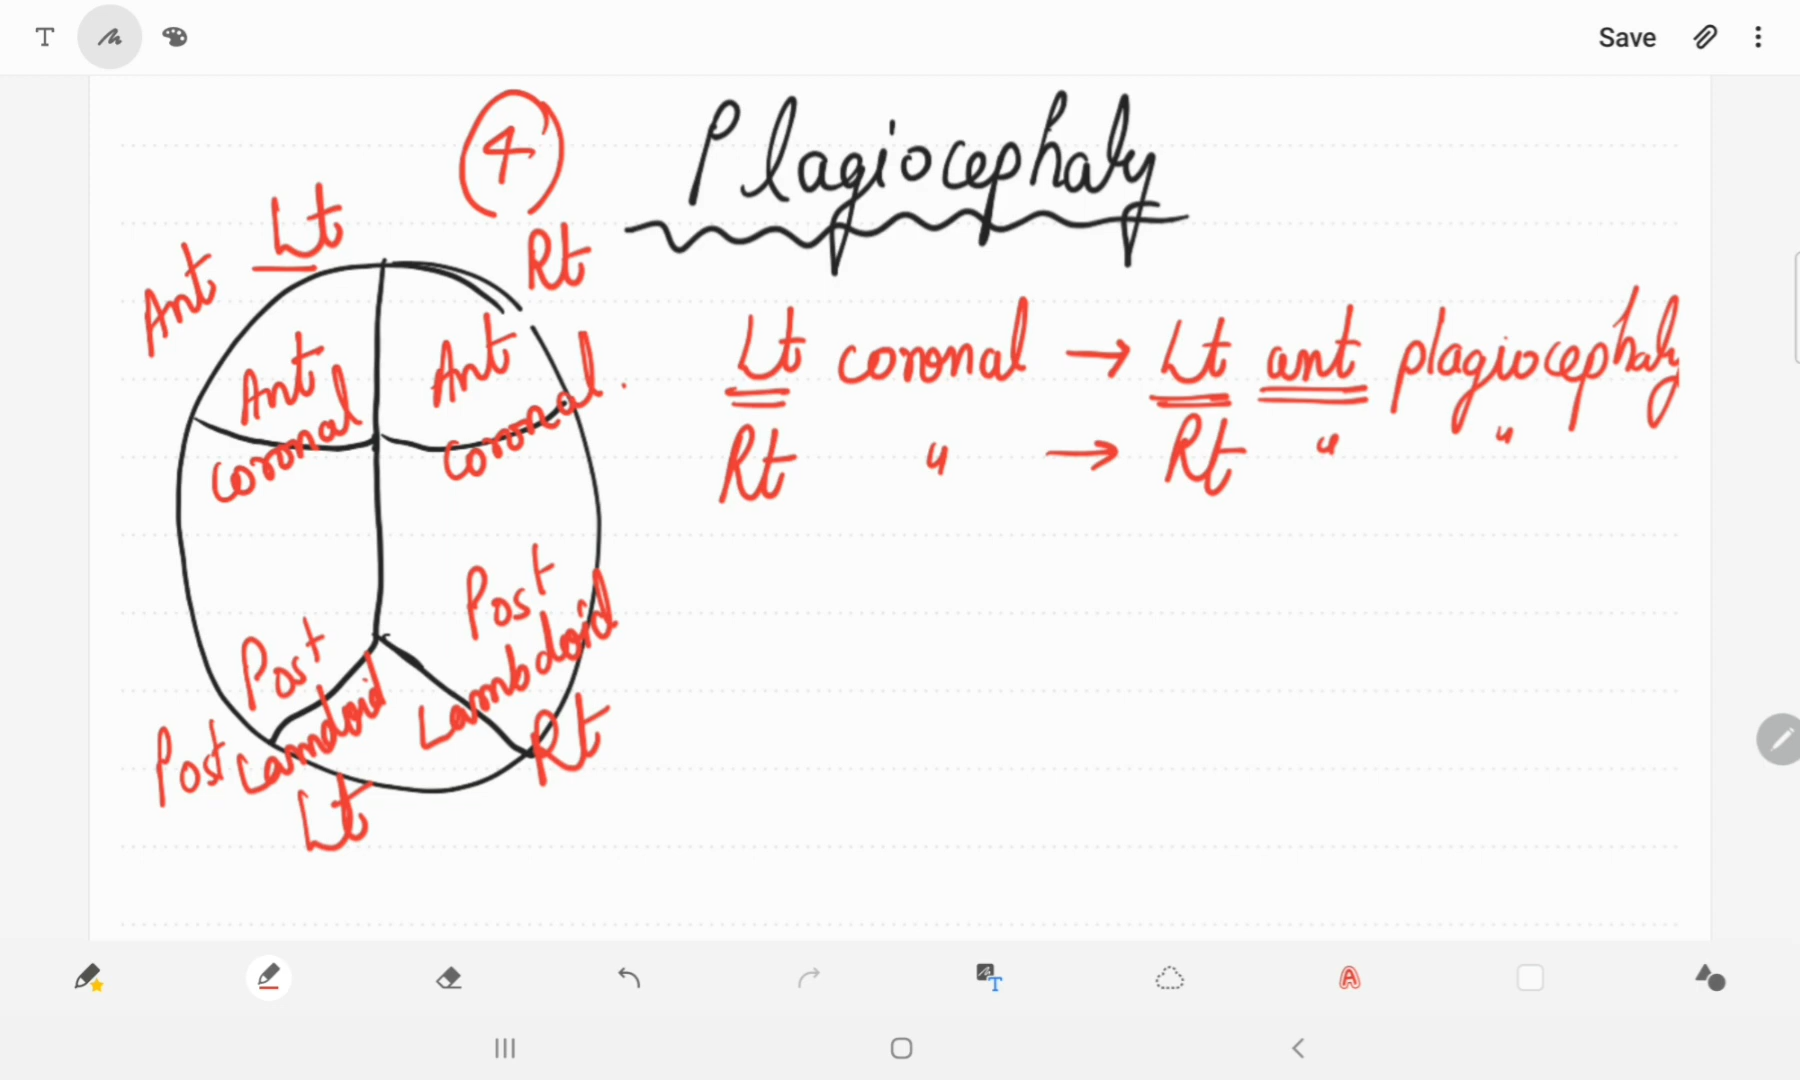 T
Save
4
Plagiocephaly
Lt
Rt
Ant
Ant
coronal
Ant
coronal.
Lt coronal → Lt ant plagiocephaly
Rt " → Rt " "
Post
Lamdoid
Post
Lambdoid
Post
Rt
Lt
T
A